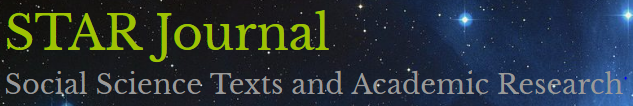 STAR Journal
Social Science Texts and Academic Research